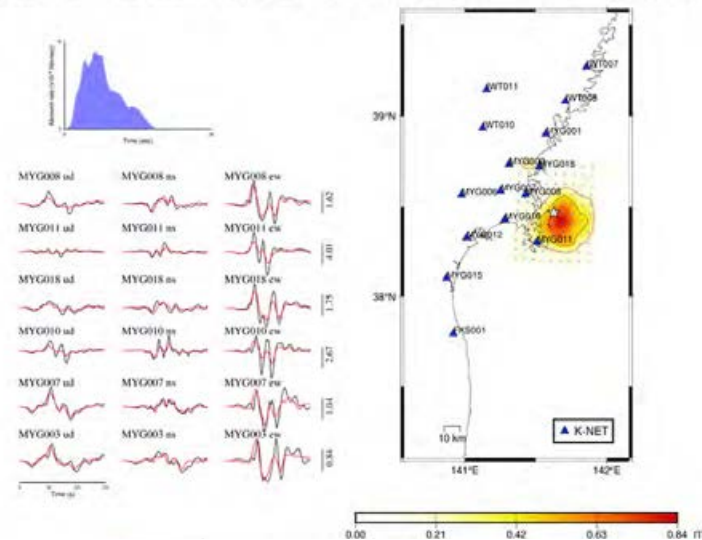 Time (sec)
MYG008 ud
MYG008 ns
MYG008 ew
1.62
MYG011 ud
MYG011 ns
MYG011 ew
4.01
MYG018 ud
MYG018 ns
MYG018 ew
1.75
MYG010 ud
MYG010 ns
MYG010 ew
2.67
MYG007 ud
MYG007 ns
MYG007 ew
1.04
MYG003 ud
MYG003 ns
MYG003 ew
0.84
Time (s)
39°N
38°N
141°E
142°E
IWT007
IWT011
IWT008
IWT010
MYG001
MYG011
MYG015
10 km
K-NET
0.00
0.21
0.42
0.63
0.84